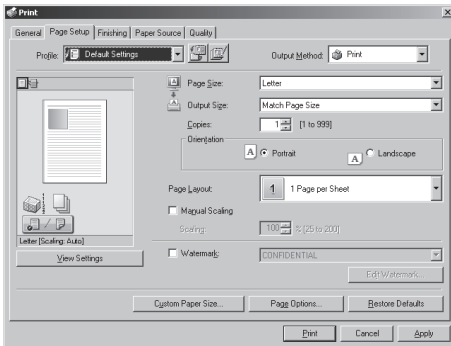 Print
General Page Setup Finishing Paper Source Quality
Profile: Default Settings Output Method: Print
Page Size: Letter
Output Size: Match Page Size
Copies: 1 [1 to 999]
Orientation
A Portrait A Landscape
Page Layout: 1 1 Page per Sheet
Manual Scaling
Scaling: 100 % [25 to 200]
Letter [Scaling: Auto]
View Settings
Watermark: CONFIDENTIAL
Edit Watermark...
Custom Paper Size... Page Options... Restore Defaults
Print Cancel Apply